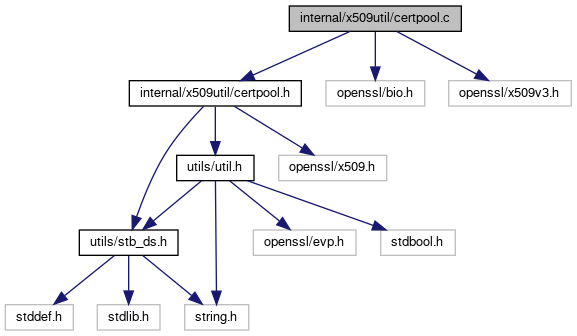 internal/x509util/certpool.c
internal/x509util/certpool.h
openssl/bio.h
openssl/x509v3.h
utils/util.h
openssl/x509.h
utils/stb_ds.h
openssl/evp.h
stdbool.h
stddef.h
stdlib.h
string.h